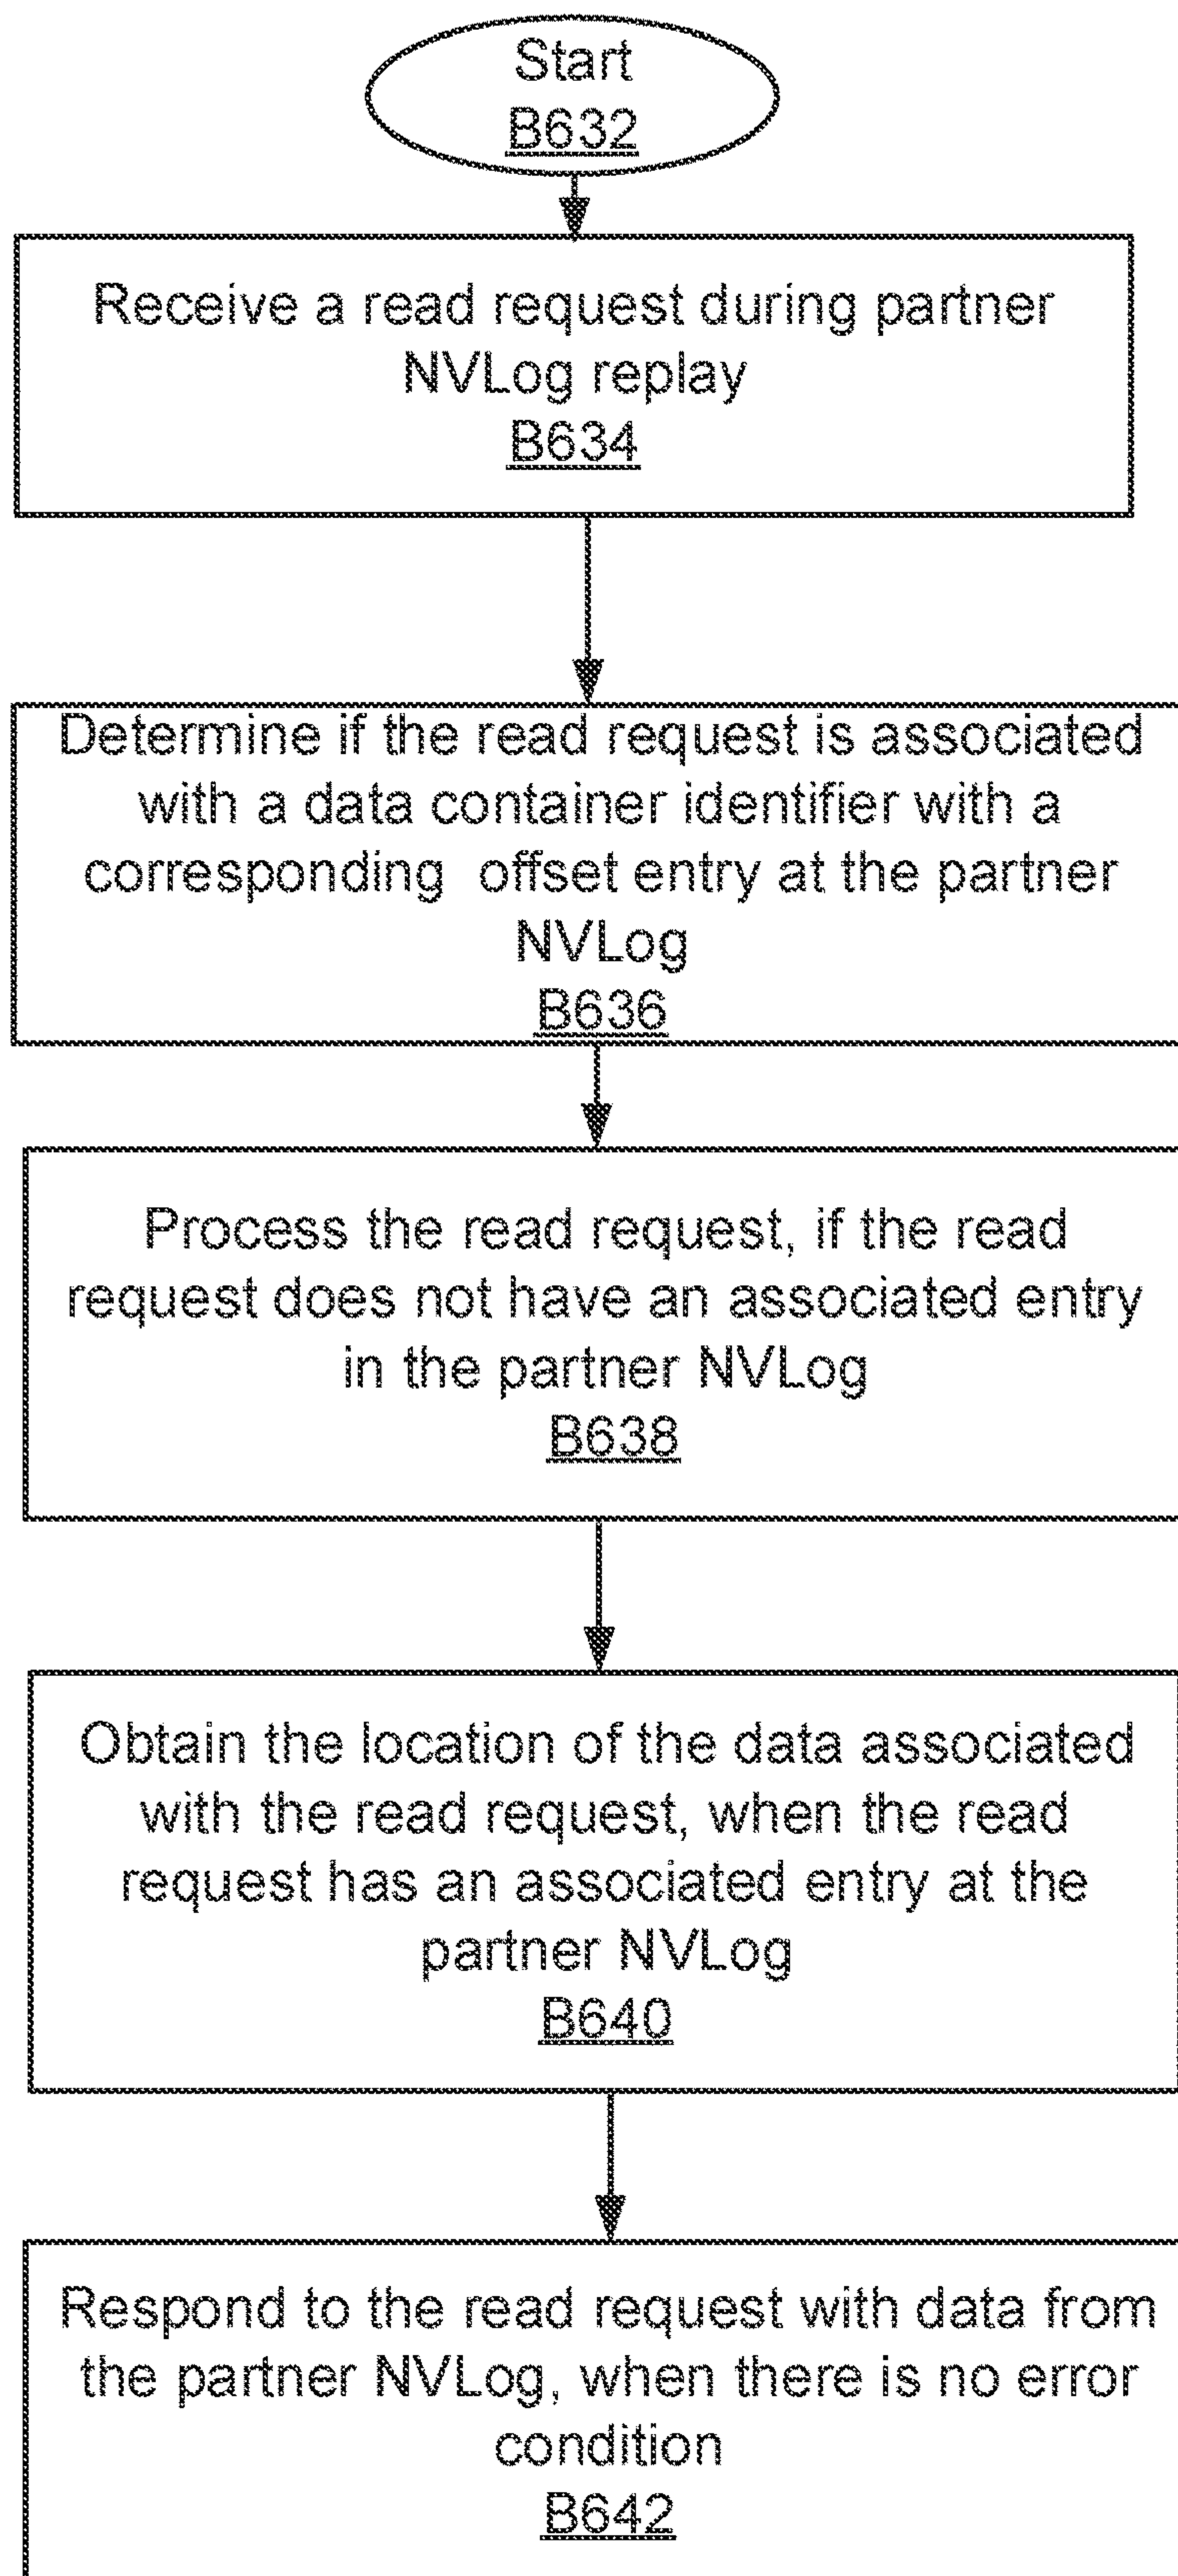 Start
B632
Receive a read request during partner
NVLog replay
B634
Determine if the read request is associated
with a data container identifier with a
corresponding offset entry at the partner
NVLog
B636
Process the read request, if the read
request does not have an associated entry
in the partner NVLog
B638
Obtain the location of the data associated
with the read request, when the read
request has an associated entry at the
partner NVLog
B640
Respond to the read request with data from
the partner NVLog, when there is no error
condition
B642